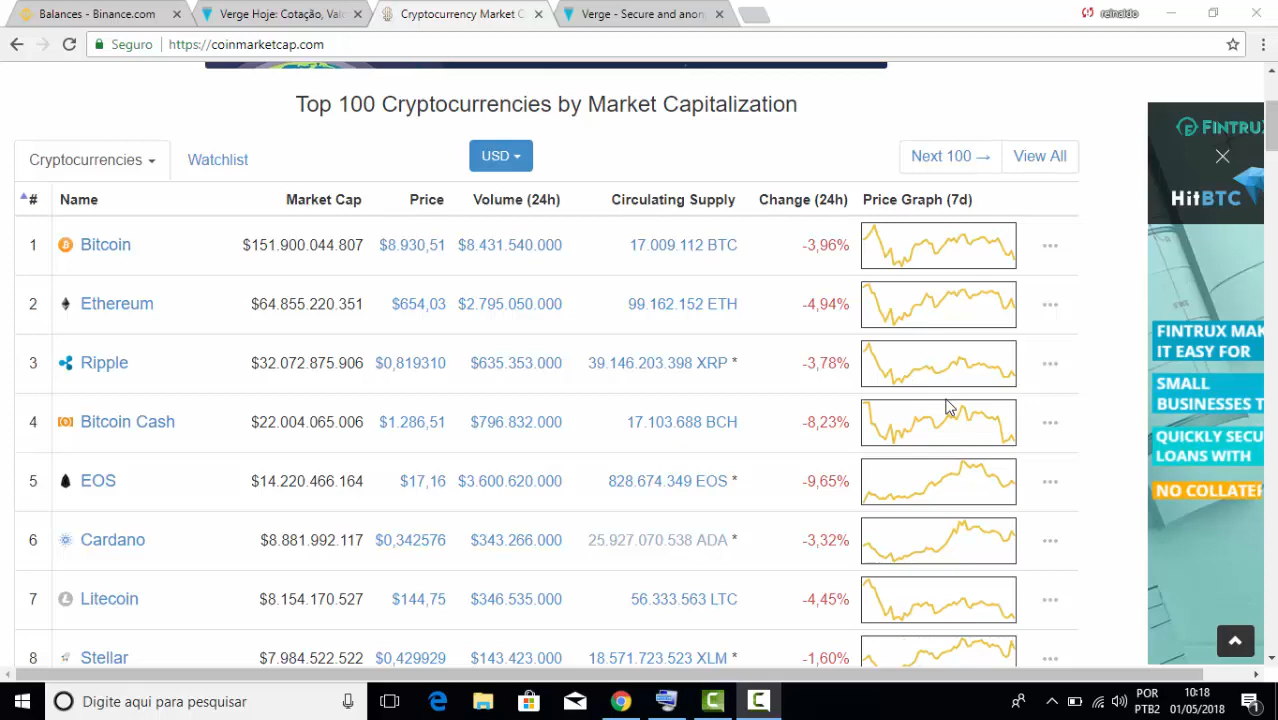 Balances - Binance.com
Verge Hoje: Cotação, Val
Cryptocurrency Market C
Verge - Secure and anon
reinaldo
Seguro https://coinmarketcap.com
Top 100 Cryptocurrencies by Market Capitalization
Cryptocurrencies Watchlist USD Next 100 → View All
# Name Market Cap Price Volume (24h) Circulating Supply Change (24h) Price Graph (7d)
1 Bitcoin $151.900.044.807 $8.930,51 $8.431.540.000 17.009.112 BTC -3,96%
2 Ethereum $64.855.220.351 $654,03 $2.795.050.000 99.162.152 ETH -4,94%
3 Ripple $32.072.875.906 $0,819310 $635.353.000 39.146.203.398 XRP * -3,78%
4 Bitcoin Cash $22.004.065.006 $1.286,51 $796.832.000 17.103.688 BCH -8,23%
5 EOS $14.220.466.164 $17,16 $3.600.620.000 828.674.349 EOS * -9,65%
6 Cardano $8.881.992.117 $0,342576 $343.266.000 25.927.070.538 ADA * -3,32%
7 Litecoin $8.154.170.527 $144,75 $346.535.000 56.333.563 LTC -4,45%
8 Stellar $7.984.522.522 $0,429929 $143.423.000 18.571.723.523 XLM * -1,60%
FINTRUX
HitBTC
FINTRUX MAK
IT EASY FOR
SMALL
BUSINESSES T
QUICKLY SECU
LOANS WITH
NO COLLATER
Digite aqui para pesquisar
POR
PTB2
10:18
01/05/2018
1